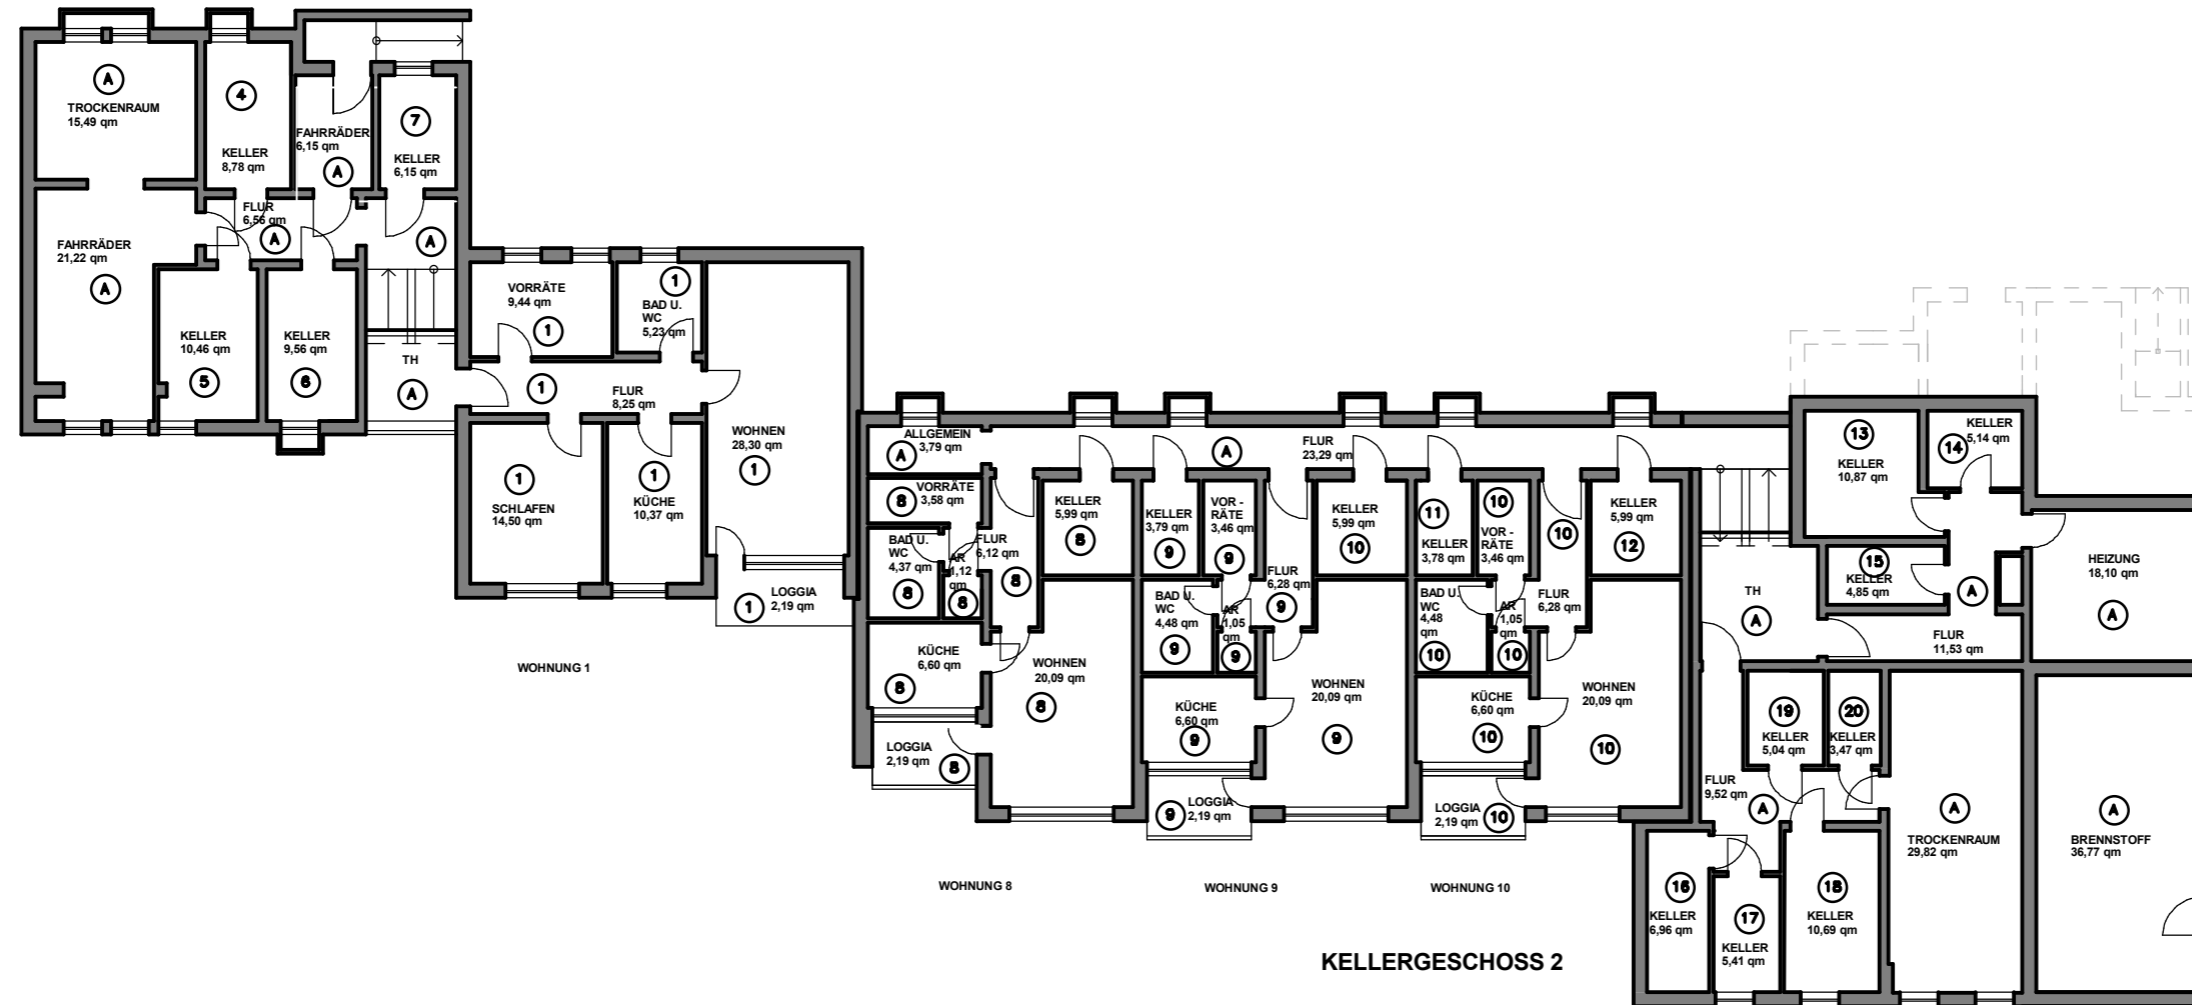 A
TROCKENRAUM
15,49 qm
4
KELLER
8,78 qm
FAHRRÄDER
6,15 qm
A
7
KELLER
6,15 qm
FLUR
6,56 qm
A
A
FAHRRÄDER
21,22 qm
A
KELLER
10,46 qm
5
KELLER
9,56 qm
6
TH
A
VORRÄTE
9,44 qm
1
1
BAD U.
WC
5,23 qm
1
FLUR
8,25 qm
WOHNEN
28,30 qm
1
1
SCHLAFEN
14,50 qm
1
KÜCHE
10,37 qm
1
LOGGIA
2,19 qm
WOHNUNG 1
ALLGEMEIN
3,79 qm
A
VORRÄTE
3,58 qm
8
BAD U.
WC
4,37 qm
8
AR
1,12
qm
8
FLUR
6,12 qm
8
KELLER
5,99 qm
8
KÜCHE
6,60 qm
8
WOHNEN
20,09 qm
8
LOGGIA
2,19 qm
8
WOHNUNG 8
A
FLUR
23,29 qm
KELLER
3,79 qm
9
VOR -
RÄTE
3,46 qm
9
FLUR
6,28 qm
9
KELLER
5,99 qm
10
BAD U.
WC
4,48 qm
9
AR
1,05
qm
9
KÜCHE
6,60 qm
9
WOHNEN
20,09 qm
9
LOGGIA
2,19 qm
9
WOHNUNG 9
11
KELLER
3,78 qm
10
VOR -
RÄTE
3,46 qm
10
FLUR
6,28 qm
KELLER
5,99 qm
12
BAD U.
WC
4,48
qm
10
AR
1,05
qm
10
KÜCHE
6,60 qm
10
WOHNEN
20,09 qm
10
LOGGIA
2,19 qm
10
WOHNUNG 10
13
KELLER
10,87 qm
14
KELLER
5,14 qm
15
KELLER
4,85 qm
A
FLUR
11,53 qm
TH
A
HEIZUNG
18,10 qm
A
19
KELLER
5,04 qm
20
KELLER
3,47 qm
FLUR
9,52 qm
A
A
TROCKENRAUM
29,82 qm
A
BRENNSTOFF
36,77 qm
16
KELLER
6,96 qm
17
KELLER
5,41 qm
18
KELLER
10,69 qm
KELLERGESCHOSS 2